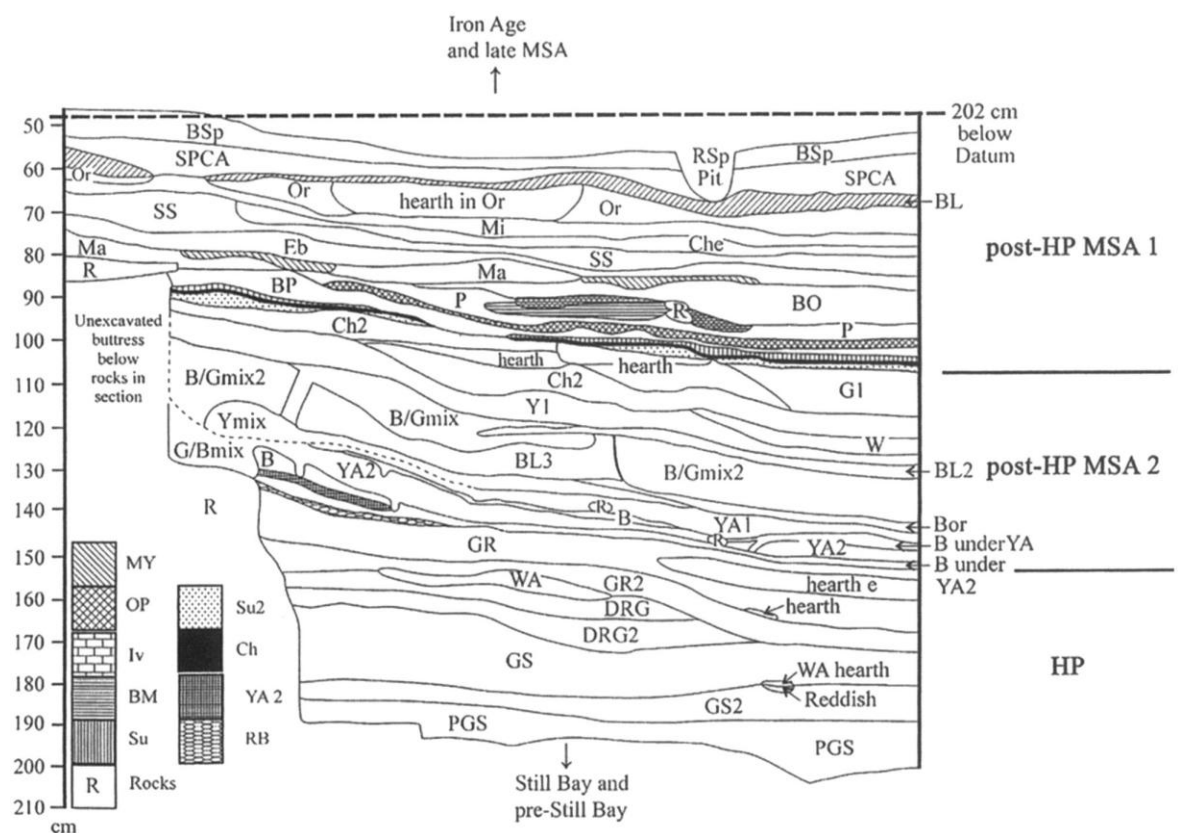 Iron Age
and late MSA
↑
202 cm
below
Datum
50
60
70
80
90
100
110
120
130
140
150
160
170
180
190
200
210
cm
BSp
SPCA
RSp
Pit
BSp
SPCA
Or
Or
hearth in Or
Or
BL
SS
Mi
Che
Ma
Eb
SS
R
Ma
post-HP MSA 1
BP
P
R
BO
P
Unexcavated
buttress
below
rocks in
section
Ch2
hearth
hearth
Ch2
G1
B/Gmix2
Y1
Ymix
B/Gmix
W
G/Bmix
BL3
B/Gmix2
BL2
post-HP MSA 2
B
YA2
R
B
YA1
Bor
R
YA2
B under YA
R
GR
B under
YA2
hearth e
WA
GR2
hearth
DRG
DRG2
GS
HP
WA hearth
Reddish
GS2
PGS
PGS
↓
Still Bay and
pre-Still Bay
MY
OP
Iv
BM
Su
R Rocks
Su2
Ch
YA 2
RB